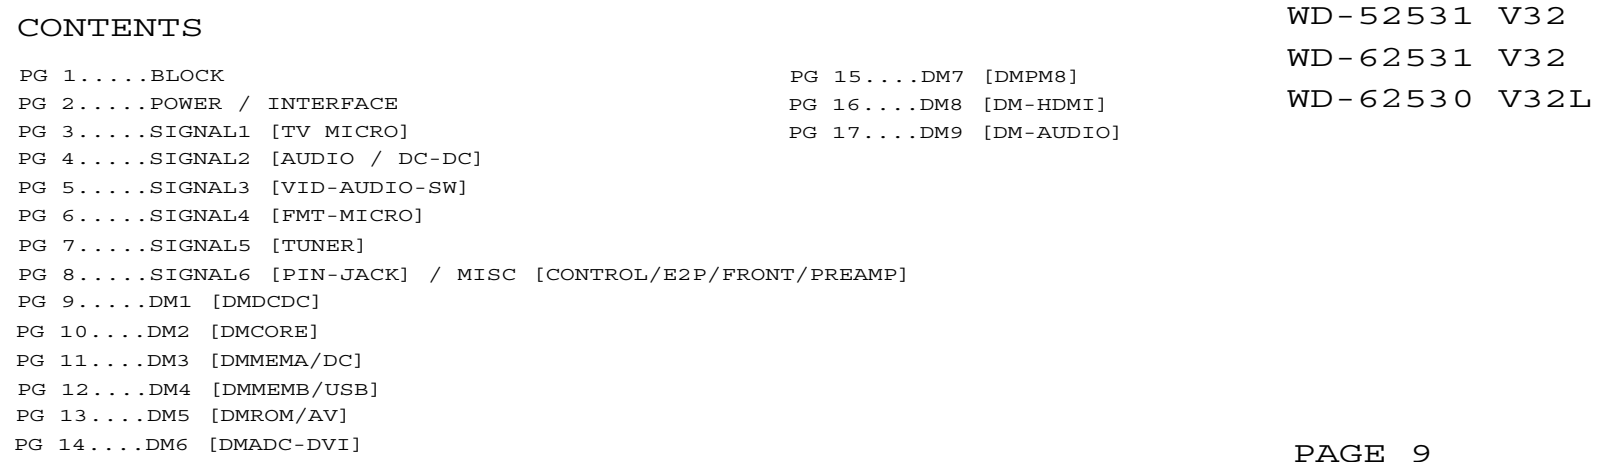 CONTENTS
PG 1.....BLOCK
PG 2.....POWER / INTERFACE
PG 3.....SIGNAL1 [TV MICRO]
PG 4.....SIGNAL2 [AUDIO / DC-DC]
PG 5.....SIGNAL3 [VID-AUDIO-SW]
PG 6.....SIGNAL4 [FMT-MICRO]
PG 7.....SIGNAL5 [TUNER]
PG 8.....SIGNAL6 [PIN-JACK] / MISC [CONTROL/E2P/FRONT/PREAMP]
PG 9.....DM1 [DMDCDC]
PG 10....DM2 [DMCORE]
PG 11....DM3 [DMMEMA/DC]
PG 12....DM4 [DMMEMB/USB]
PG 13....DM5 [DMROM/AV]
PG 14....DM6 [DMADC-DVI]
PG 15....DM7 [DMPM8]
PG 16....DM8 [DM-HDMI]
PG 17....DM9 [DM-AUDIO]
WD-52531 V32
WD-62531 V32
WD-62530 V32L
PAGE 9